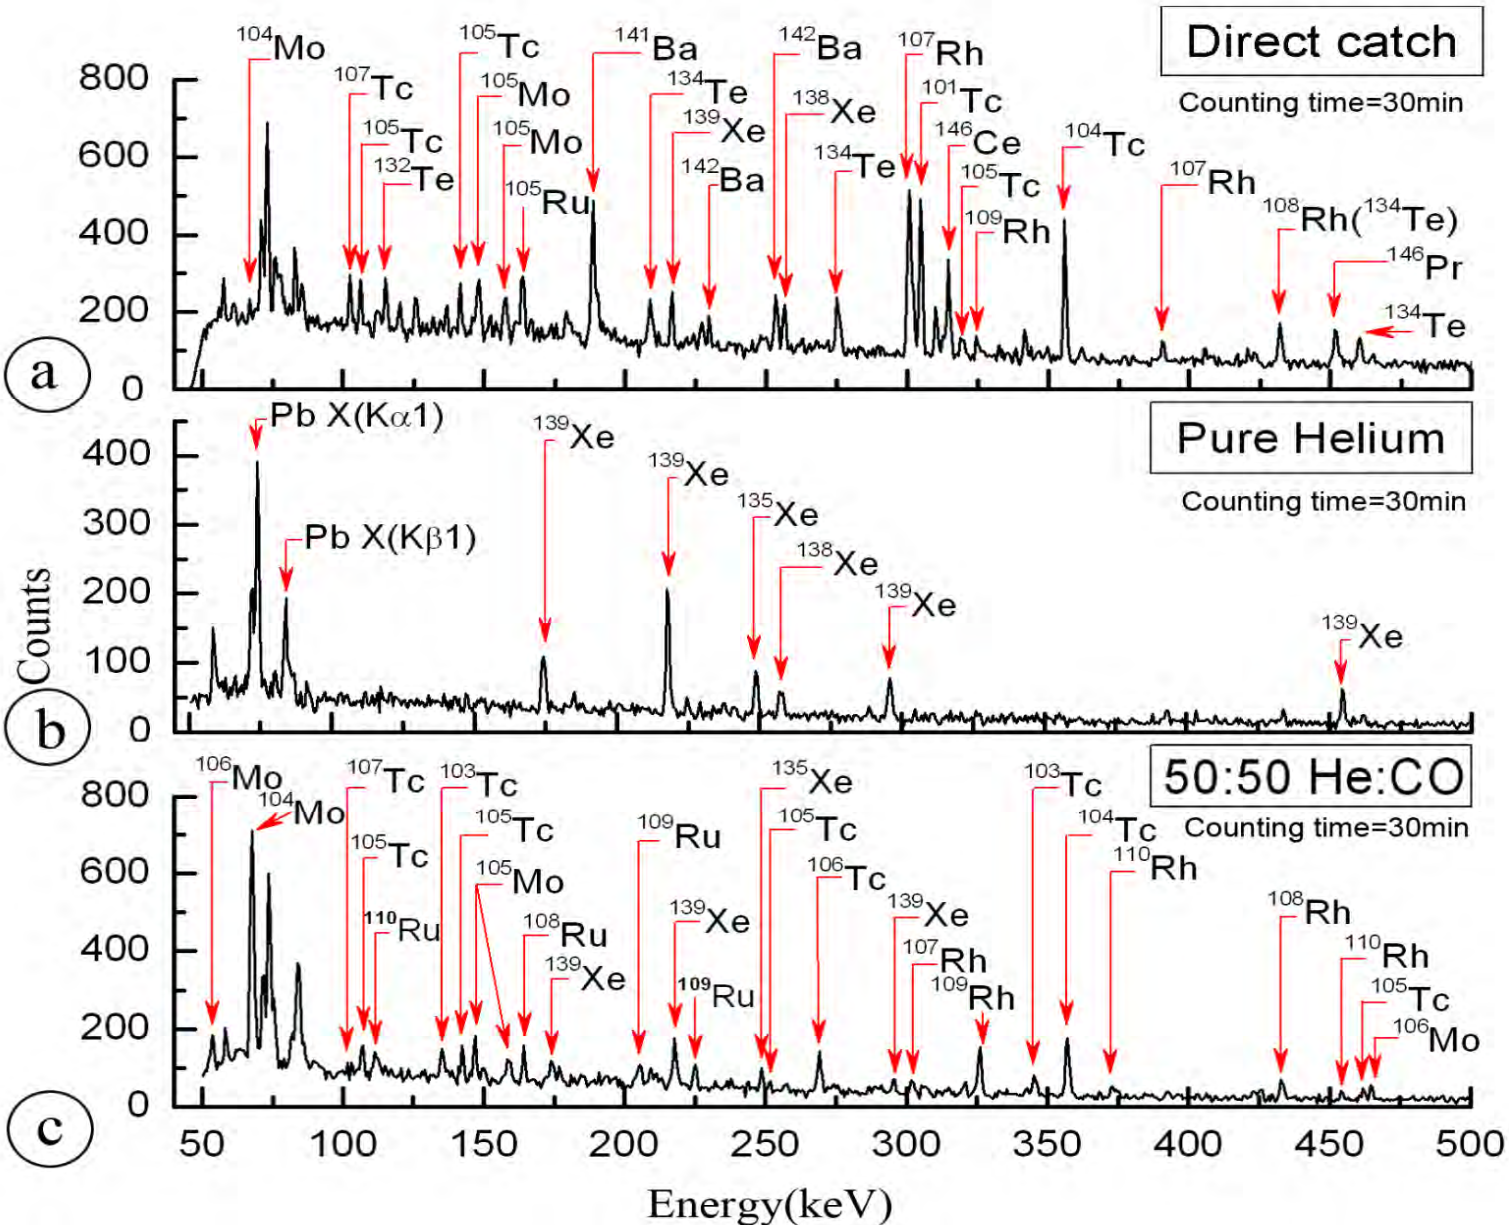 Direct catch
Counting time=30min
¹⁰⁴Mo
¹⁰⁷Tc
¹⁰⁵Tc
¹³²Te
¹⁰⁵Tc
¹⁰⁵Mo
¹⁰⁵Mo
¹⁰⁵Ru
¹⁴¹Ba
¹³⁴Te
¹³⁹Xe
¹⁴²Ba
¹⁴²Ba
¹³⁸Xe
¹³⁴Te
¹⁰⁷Rh
¹⁰¹Tc
¹⁴⁶Ce
¹⁰⁵Tc
¹⁰⁹Rh
¹⁰⁴Tc
¹⁰⁷Rh
¹⁰⁸Rh(¹³⁴Te)
¹⁴⁶Pr
¹³⁴Te
800
600
400
200
0
a
Pure Helium
Counting time=30min
Pb X(Kα1)
Pb X(Kβ1)
¹³⁹Xe
¹³⁹Xe
¹³⁵Xe
¹³⁸Xe
¹³⁹Xe
¹³⁹Xe
400
300
200
100
0
Counts
b
50:50 He:CO
Counting time=30min
¹⁰⁶Mo
¹⁰⁴Mo
¹⁰⁷Tc
¹⁰⁵Tc
¹¹⁰Ru
¹⁰³Tc
¹⁰⁵Tc
¹⁰⁵Mo
¹⁰⁸Ru
¹³⁹Xe
¹⁰⁹Ru
¹³⁹Xe
¹⁰⁹Ru
¹³⁵Xe
¹⁰⁵Tc
¹⁰⁶Tc
¹³⁹Xe
¹⁰⁷Rh
¹⁰⁹Rh
¹⁰³Tc
¹⁰⁴Tc
¹¹⁰Rh
¹⁰⁸Rh
¹¹⁰Rh
¹⁰⁵Tc
¹⁰⁶Mo
800
600
400
200
0
c
50 100 150 200 250 300 350 400 450 500
Energy(keV)